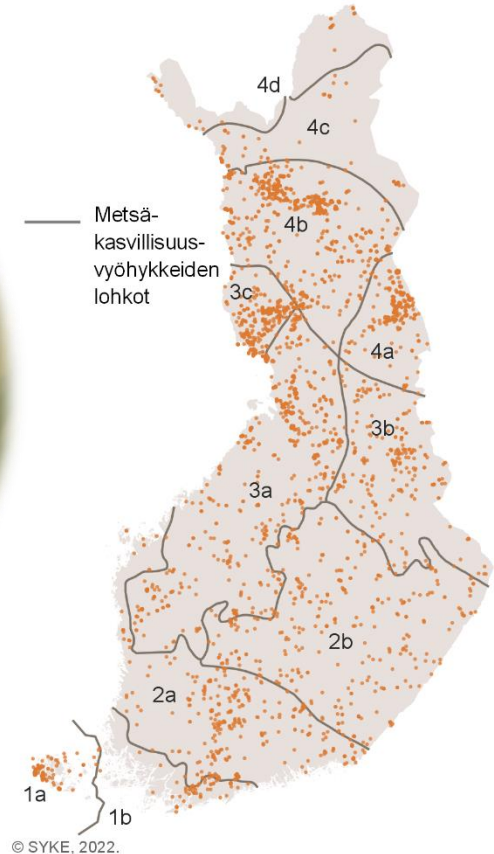 4d
4c
4b
Metsä-
kasvillisuus-
vyöhykkeiden
lohkot
3c
4a
3b
3a
2b
2a
1a
1b
© SYKE, 2022.